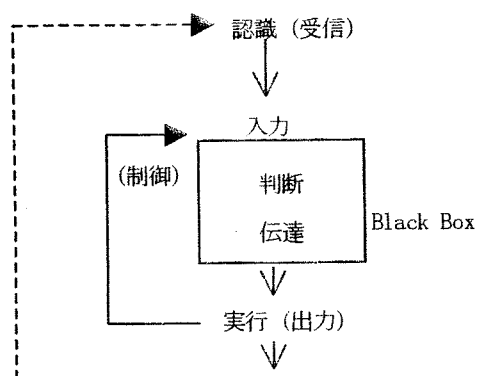 認識（受信）
入力
(制御)
判断
伝達
Black Box
実行（出力）